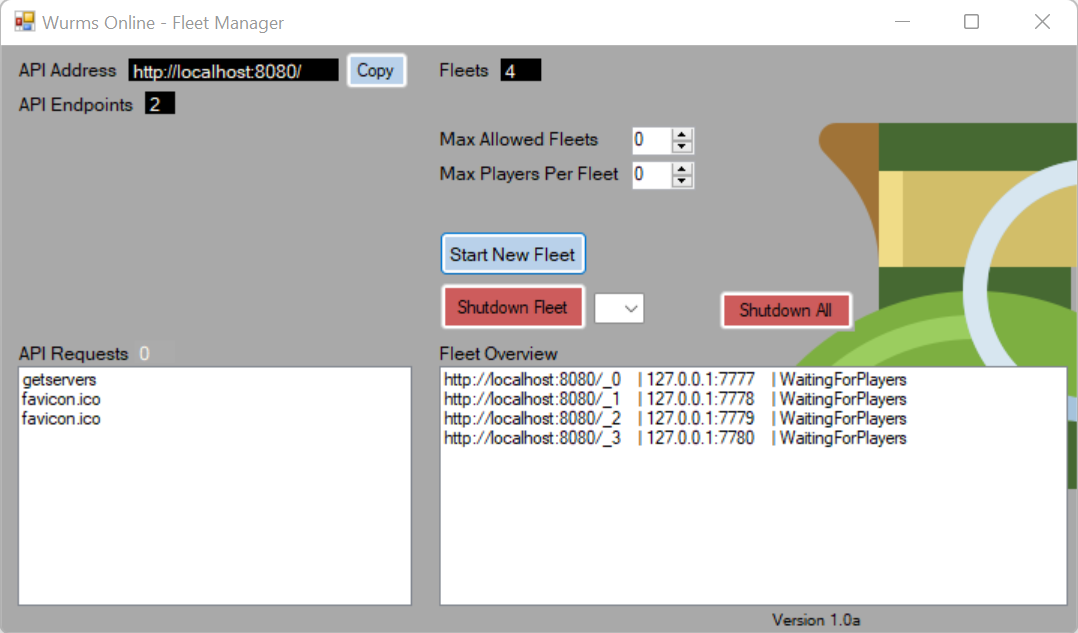 Wurms Online - Fleet Manager
API Address http://localhost:8080/ Copy Fleets 4
API Endpoints 2
Max Allowed Fleets 0
Max Players Per Fleet 0
Start New Fleet
Shutdown Fleet Shutdown All
API Requests 0
getservers
favicon.ico
favicon.ico
Fleet Overview
http://localhost:8080/_0 | 127.0.0.1:7777 | WaitingForPlayers
http://localhost:8080/_1 | 127.0.0.1:7778 | WaitingForPlayers
http://localhost:8080/_2 | 127.0.0.1:7779 | WaitingForPlayers
http://localhost:8080/_3 | 127.0.0.1:7780 | WaitingForPlayers
Version 1.0a